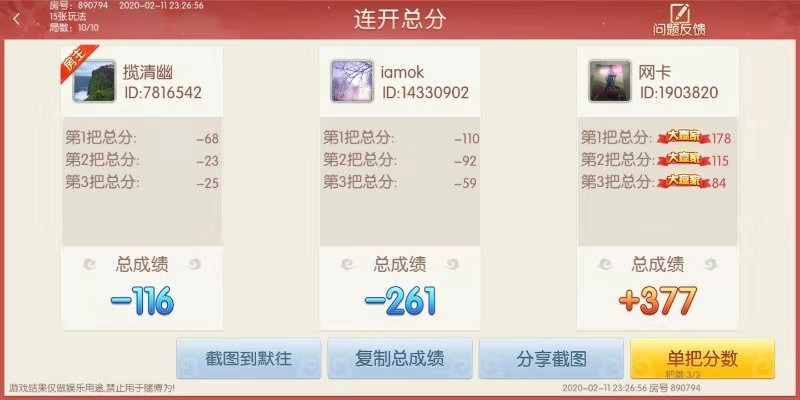 房号：890794  2020-02-11 23:26:56
15张玩法
局数：10/10
连开总分
问题反馈
房主
揽清幽
ID:7816542
第1把总分: -68
第2把总分: -23
第3把总分: -25
总成绩
-116
iamok
ID:14330902
第1把总分: -110
第2把总分: -92
第3把总分: -59
总成绩
-261
网卡
ID:1903820
第1把总分: 大赢家 178
第2把总分: 大赢家 115
第3把总分: 大赢家 84
总成绩
+377
截图到默往
复制总成绩
分享截图
单把分数
把数 3/3
游戏结果仅做娱乐用途,禁止用于赌博为!
2020-02-11 23:26:56 房号 890794